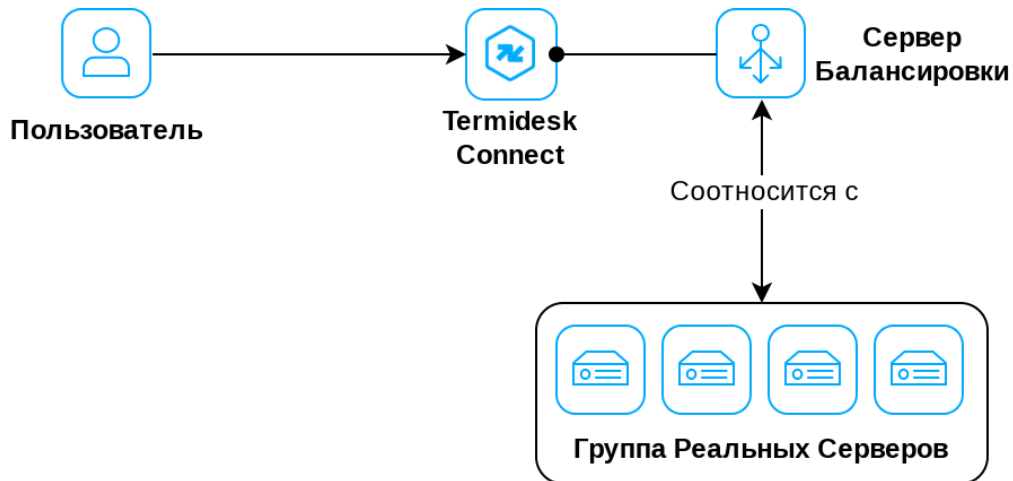 Сервер
Балансировки
Пользователь
Termidesk
Connect
Соотносится с
Группа Реальных Серверов